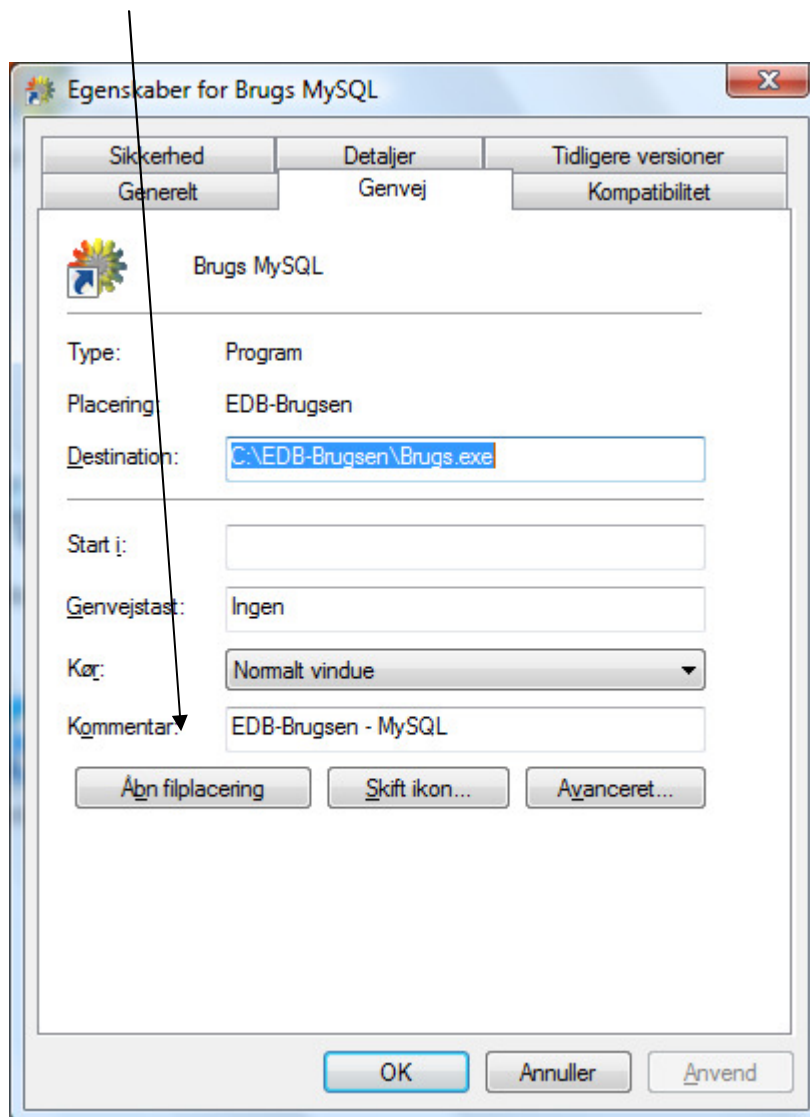 Egenskaber for Brugs MySQL
Sikkerhed Detaljer Tidligere versioner
Generelt Genvej Kompatibilitet
Brugs MySQL
Type: Program
Placering: EDB-Brugsen
Destination: C:\EDB-Brugsen\Brugs.exe
Start i:
Genvejstast: Ingen
Kør: Normalt vindue
Kommentar: EDB-Brugsen - MySQL
Åbn filplacering Skift ikon... Avanceret...
OK Annuller Anvend